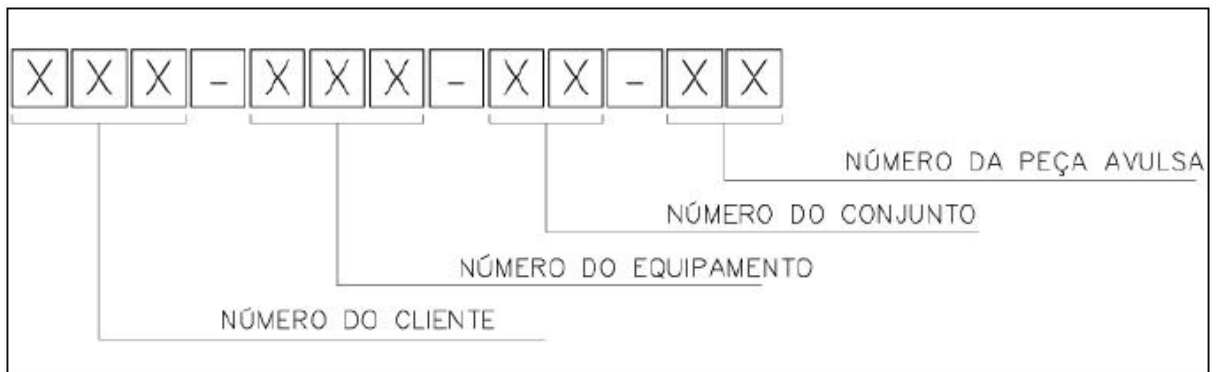 XXX-XXX-XX-XX
NÚMERO DA PEÇA AVULSA
NÚMERO DO CONJUNTO
NÚMERO DO EQUIPAMENTO
NÚMERO DO CLIENTE